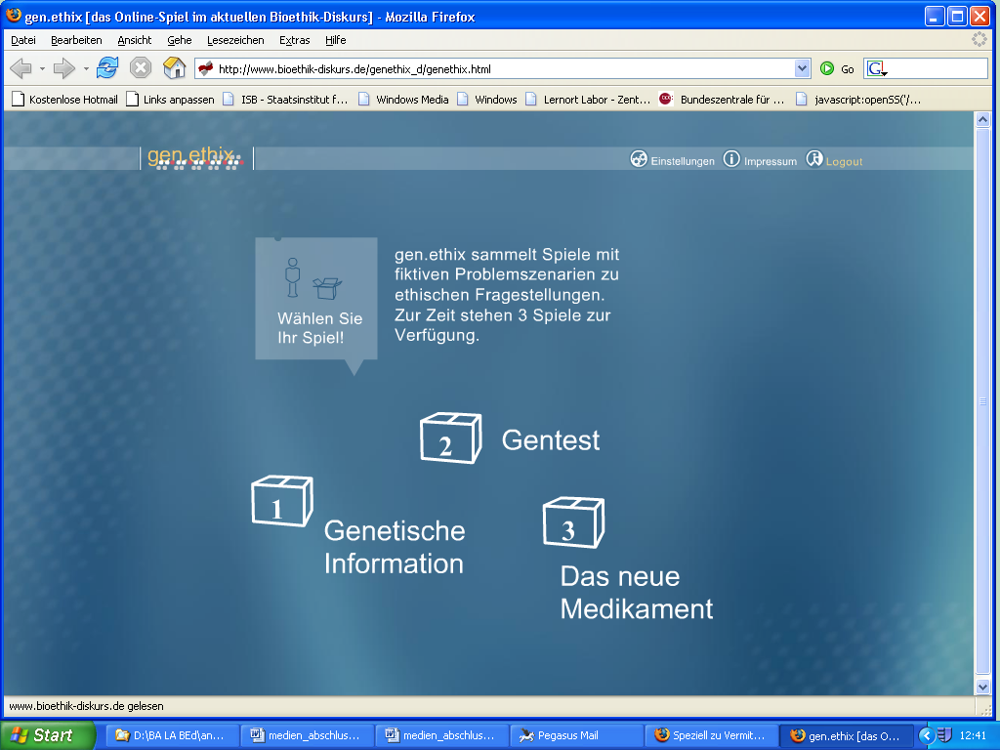 gen.ethix [das Online-Spiel im aktuellen Bioethik-Diskurs] - Mozilla Firefox
Datei Bearbeiten Ansicht Gehe Lesezeichen Extras Hilfe
http://www.bioethik-diskurs.de/genethix_d/genethix.html Go G
Kostenlose Hotmail Links anpassen ISB - Staatsinstitut f... Windows Media Windows Lernort Labor - Zent... Bundeszentrale für ... javascript:openSS('/...
gen.ethix Einstellungen Impressum Logout
Wählen Sie
Ihr Spiel!
gen.ethix sammelt Spiele mit
fiktiven Problemszenarien zu
ethischen Fragestellungen.
Zur Zeit stehen 3 Spiele zur
Verfügung.
2 Gentest
1
Genetische
Information
3
Das neue
Medikament
www.bioethik-diskurs.de gelesen
Start D:\BA LA BEd\an... medien_abschlus... medien_abschlus... Pegasus Mail Speziell zu Vermit... gen.ethix [das O... 12:41